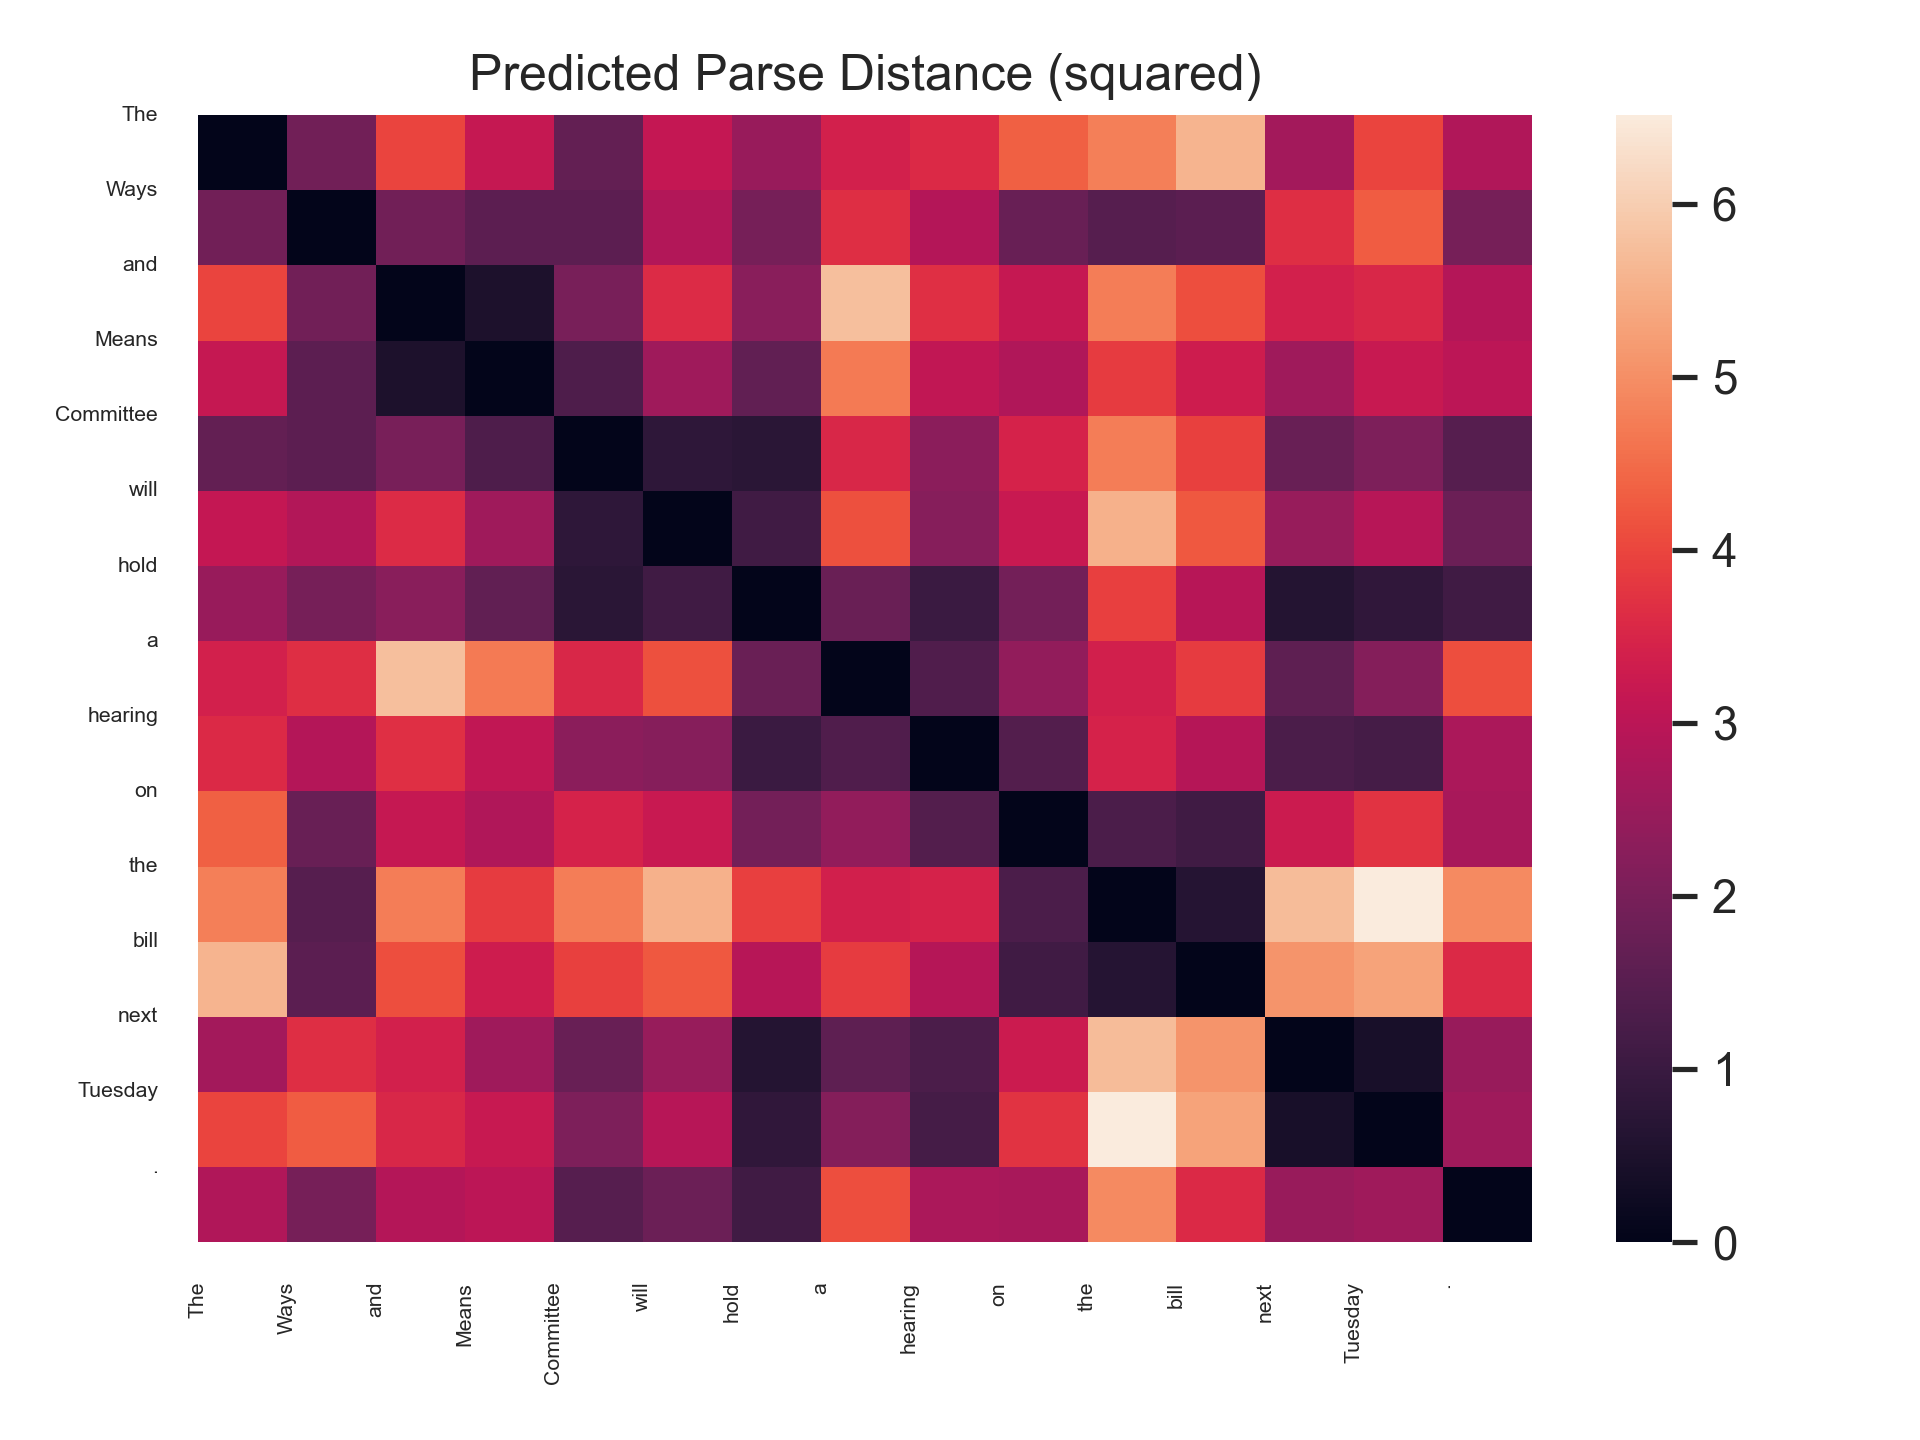 Predicted Parse Distance (squared)
The
Ways
and
Means
Committee
will
hold
a
hearing
on
the
bill
next
Tuesday
.
6
5
4
3
2
1
0
The
Ways
and
Means
Committee
will
hold
a
hearing
on
the
bill
next
Tuesday
.